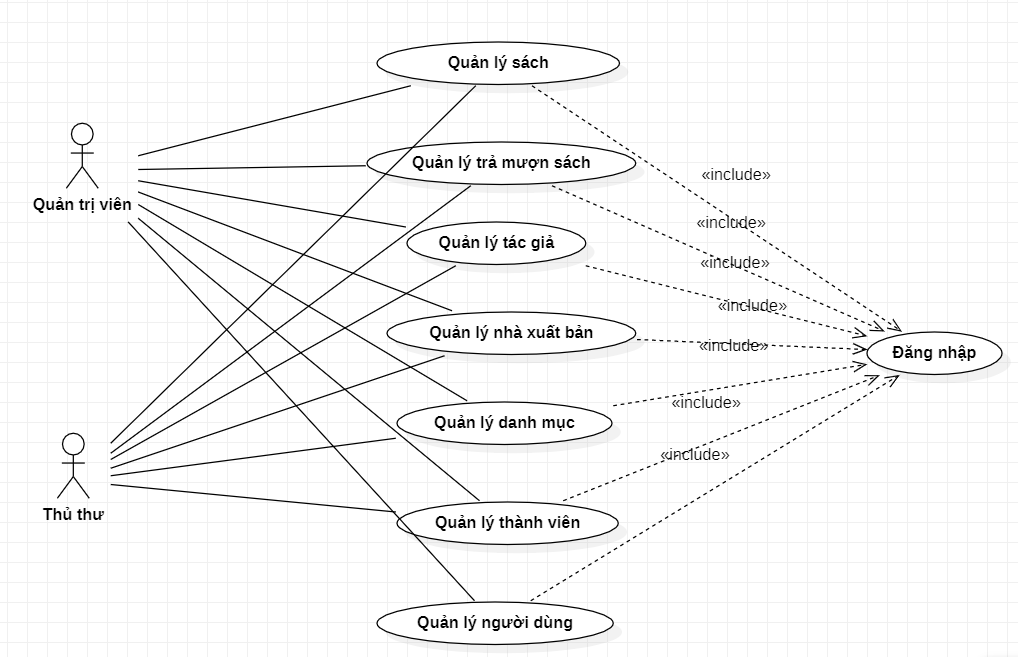 Quản lý sách
Quản lý trả mượn sách
«include»
Quản trị viên
«include»
Quản lý tác giả
«include»
«include»
Quản lý nhà xuất bản
«include»
Đăng nhập
«include»
Quản lý danh mục
«include»
Thủ thư
Quản lý thành viên
Quản lý người dùng